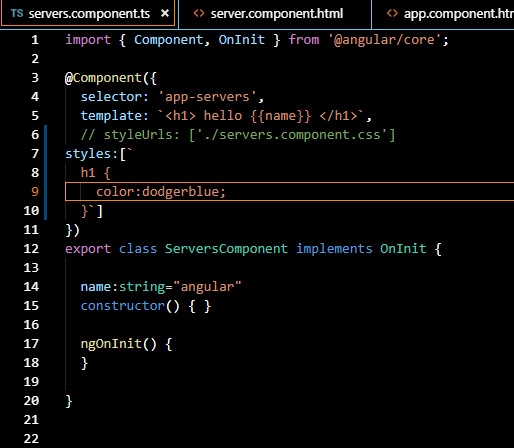 TS servers.component.ts × <> server.component.html <> app.component.htm
1 import { Component, OnInit } from '@angular/core';
2
3 @Component({
4 selector: 'app-servers',
5 template: `<h1> hello {{name}} </h1>`,
6 // styleUrls: ['./servers.component.css']
7 styles:[`
8 h1 {
9 color:dodgerblue;
10 }`]
11 })
12 export class ServersComponent implements OnInit {
13
14 name:string="angular"
15 constructor() { }
16
17 ngOnInit() {
18 }
19
20 }
21
22